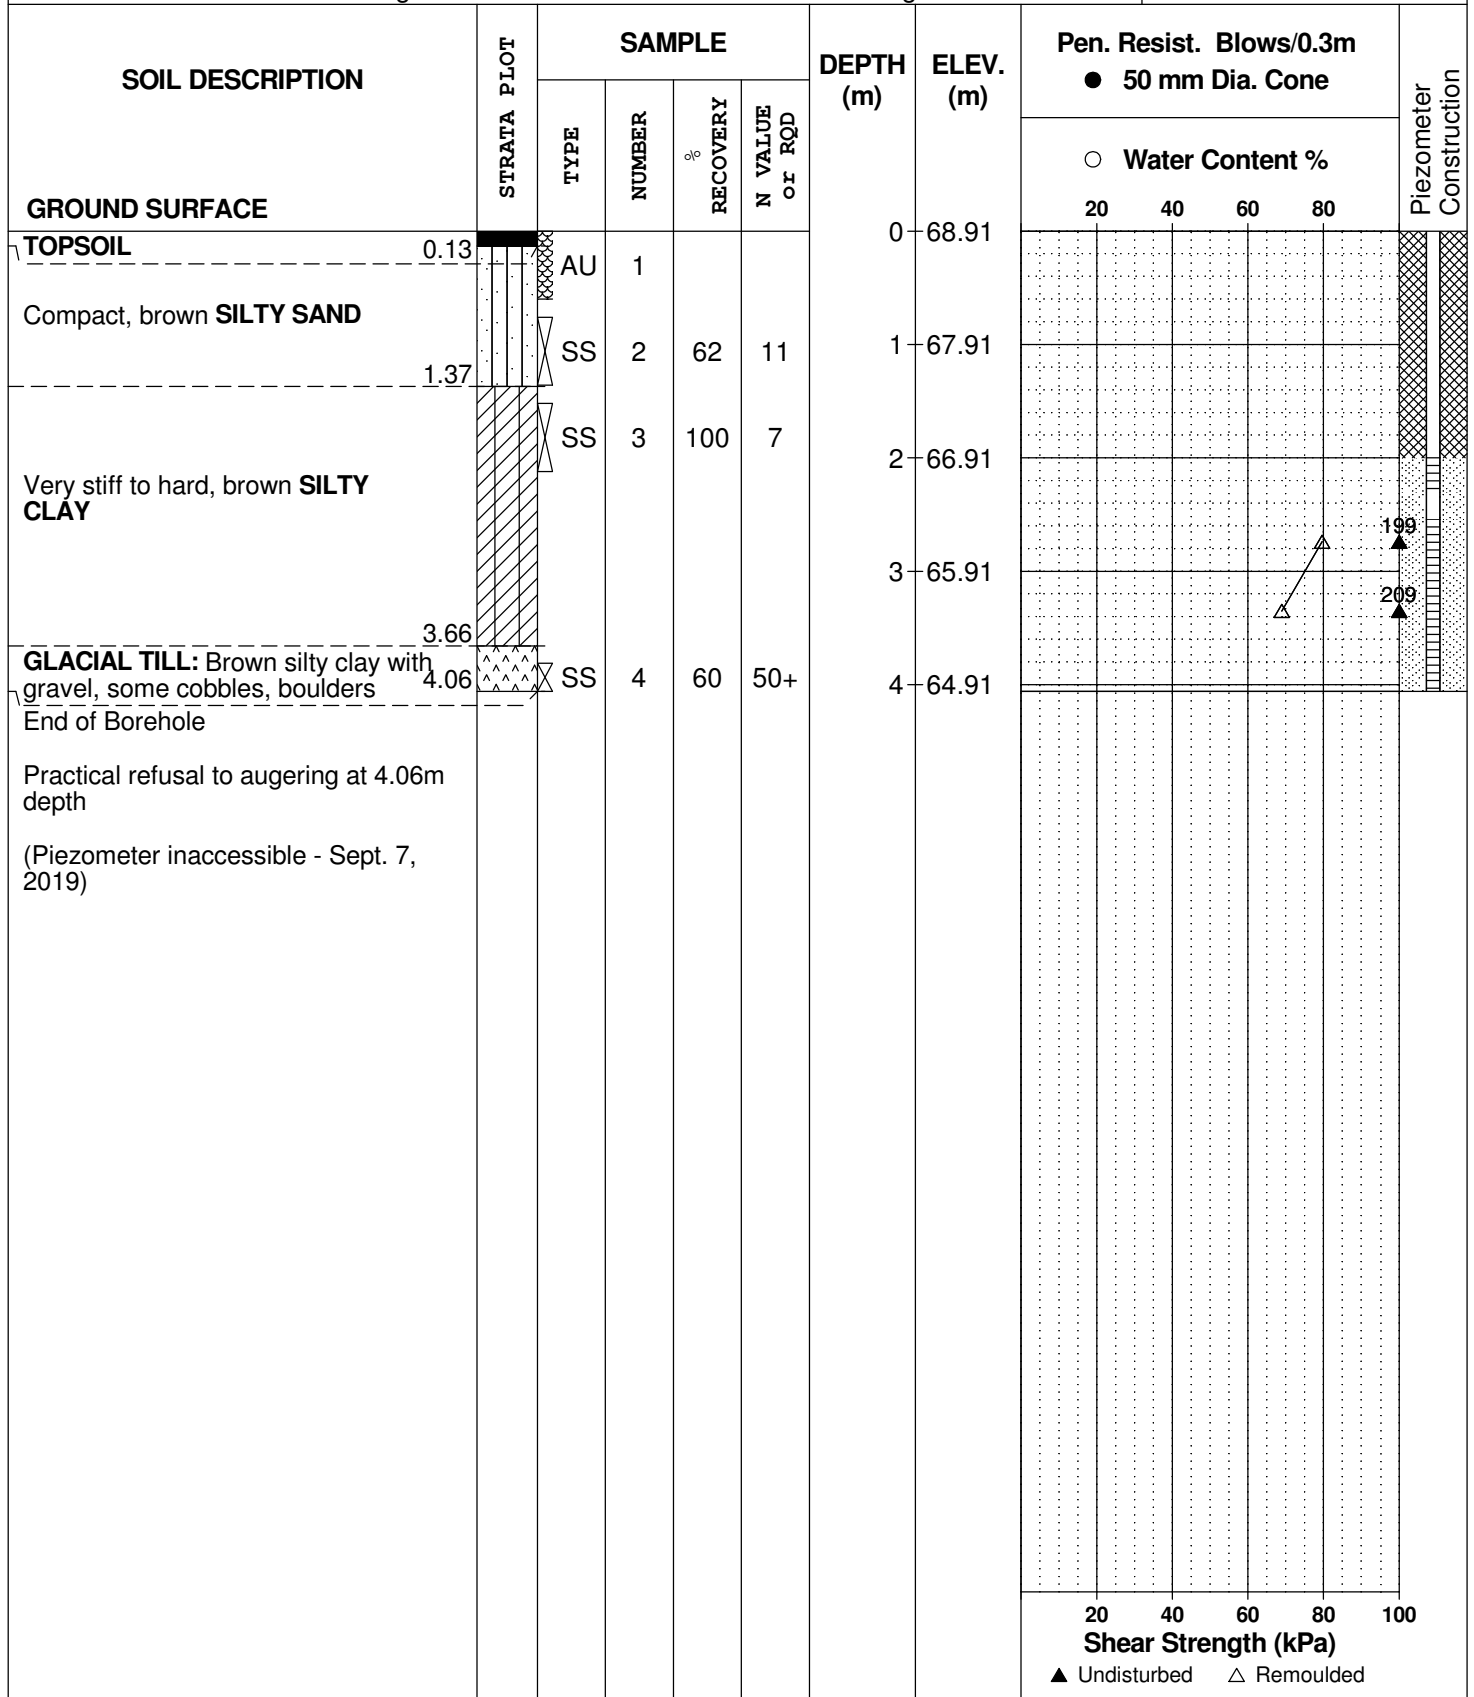 SOIL DESCRIPTION
GROUND SURFACE
STRATA PLOT
SAMPLE
TYPE
NUMBER
% RECOVERY
N VALUE or RQD
DEPTH (m)
ELEV. (m)
Pen. Resist. Blows/0.3m
● 50 mm Dia. Cone
○ Water Content %
20 40 60 80
Piezometer Construction
0 68.91
TOPSOIL 0.13
AU 1
Compact, brown SILTY SAND
SS 2 62 11
1 67.91
1.37
SS 3 100 7
2 66.91
Very stiff to hard, brown SILTY
CLAY
199
3 65.91
209
3.66
GLACIAL TILL: Brown silty clay with
gravel, some cobbles, boulders 4.06
SS 4 60 50+
4 64.91
End of Borehole
Practical refusal to augering at 4.06m
depth
(Piezometer inaccessible - Sept. 7,
2019)
20 40 60 80 100
Shear Strength (kPa)
▲ Undisturbed △ Remoulded